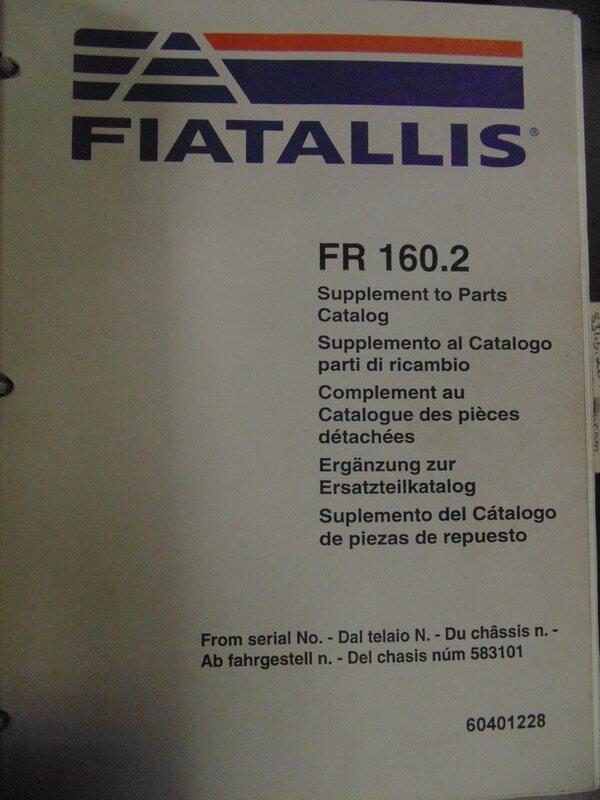 FIATALLIS®
FR 160.2
Supplement to Parts
Catalog
Supplemento al Catalogo
parti di ricambio
Complement au
Catalogue des pièces
détachées
Ergänzung zur
Ersatzteilkatalog
Suplemento del Cátalogo
de piezas de repuesto
From serial No. - Dal telaio N. - Du châssis n. -
Ab fahrgestell n. - Del chasis núm 583101
60401228